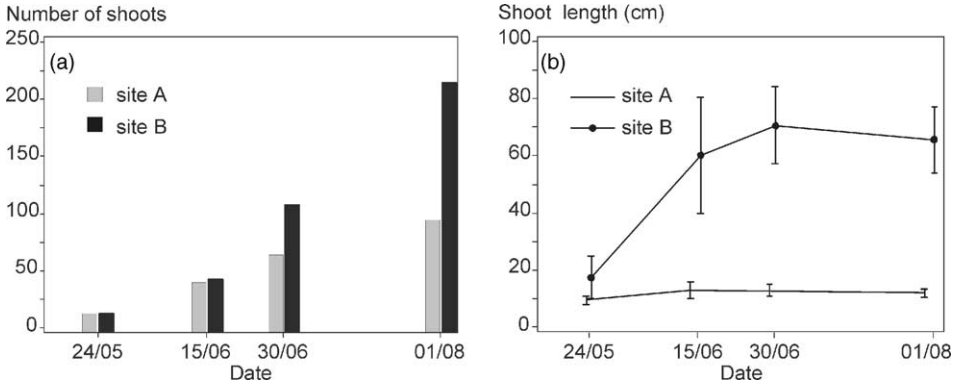 Number of shoots
250
(a)
site A
200
site B
150
100
50
0
24/05 15/06 30/06 01/08
Date
Shoot length (cm)
100
(b)
80
site A
site B
60
40
20
0
24/05 15/06 30/06 01/08
Date